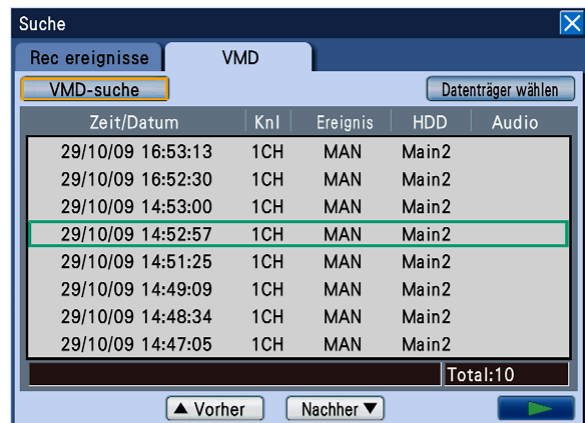 Suche
Rec ereignisse VMD
VMD-suche Datenträger wählen
Zeit/Datum Knl Ereignis HDD Audio
29/10/09 16:53:13 1CH MAN Main2
29/10/09 16:52:30 1CH MAN Main2
29/10/09 14:53:00 1CH MAN Main2
29/10/09 14:52:57 1CH MAN Main2
29/10/09 14:51:25 1CH MAN Main2
29/10/09 14:49:09 1CH MAN Main2
29/10/09 14:48:34 1CH MAN Main2
29/10/09 14:47:05 1CH MAN Main2
Total:10
▲ Vorher Nachher ▼